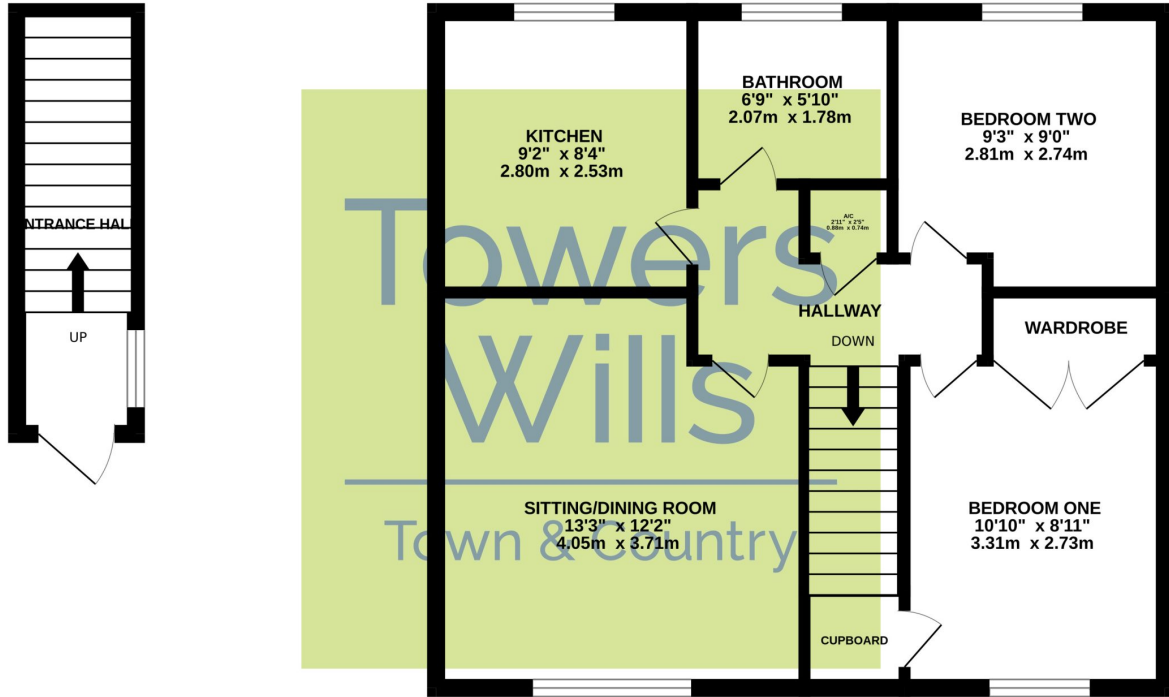 ENTRANCE HALL
UP
KITCHEN
9'2" x 8'4"
2.80m x 2.53m
BATHROOM
6'9" x 5'10"
2.07m x 1.78m
BEDROOM TWO
9'3" x 9'0"
2.81m x 2.74m
A/C
2'11" x 2'5"
0.88m x 0.74m
HALLWAY
DOWN
WARDROBE
SITTING/DINING ROOM
13'3" x 12'2"
4.05m x 3.71m
BEDROOM ONE
10'10" x 8'11"
3.31m x 2.73m
CUPBOARD
Towers
Wills
Town & Country